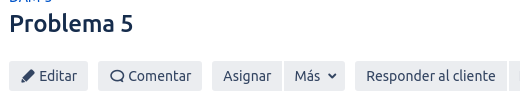 Problema 5
Editar Comentar Asignar Más Responder al cliente